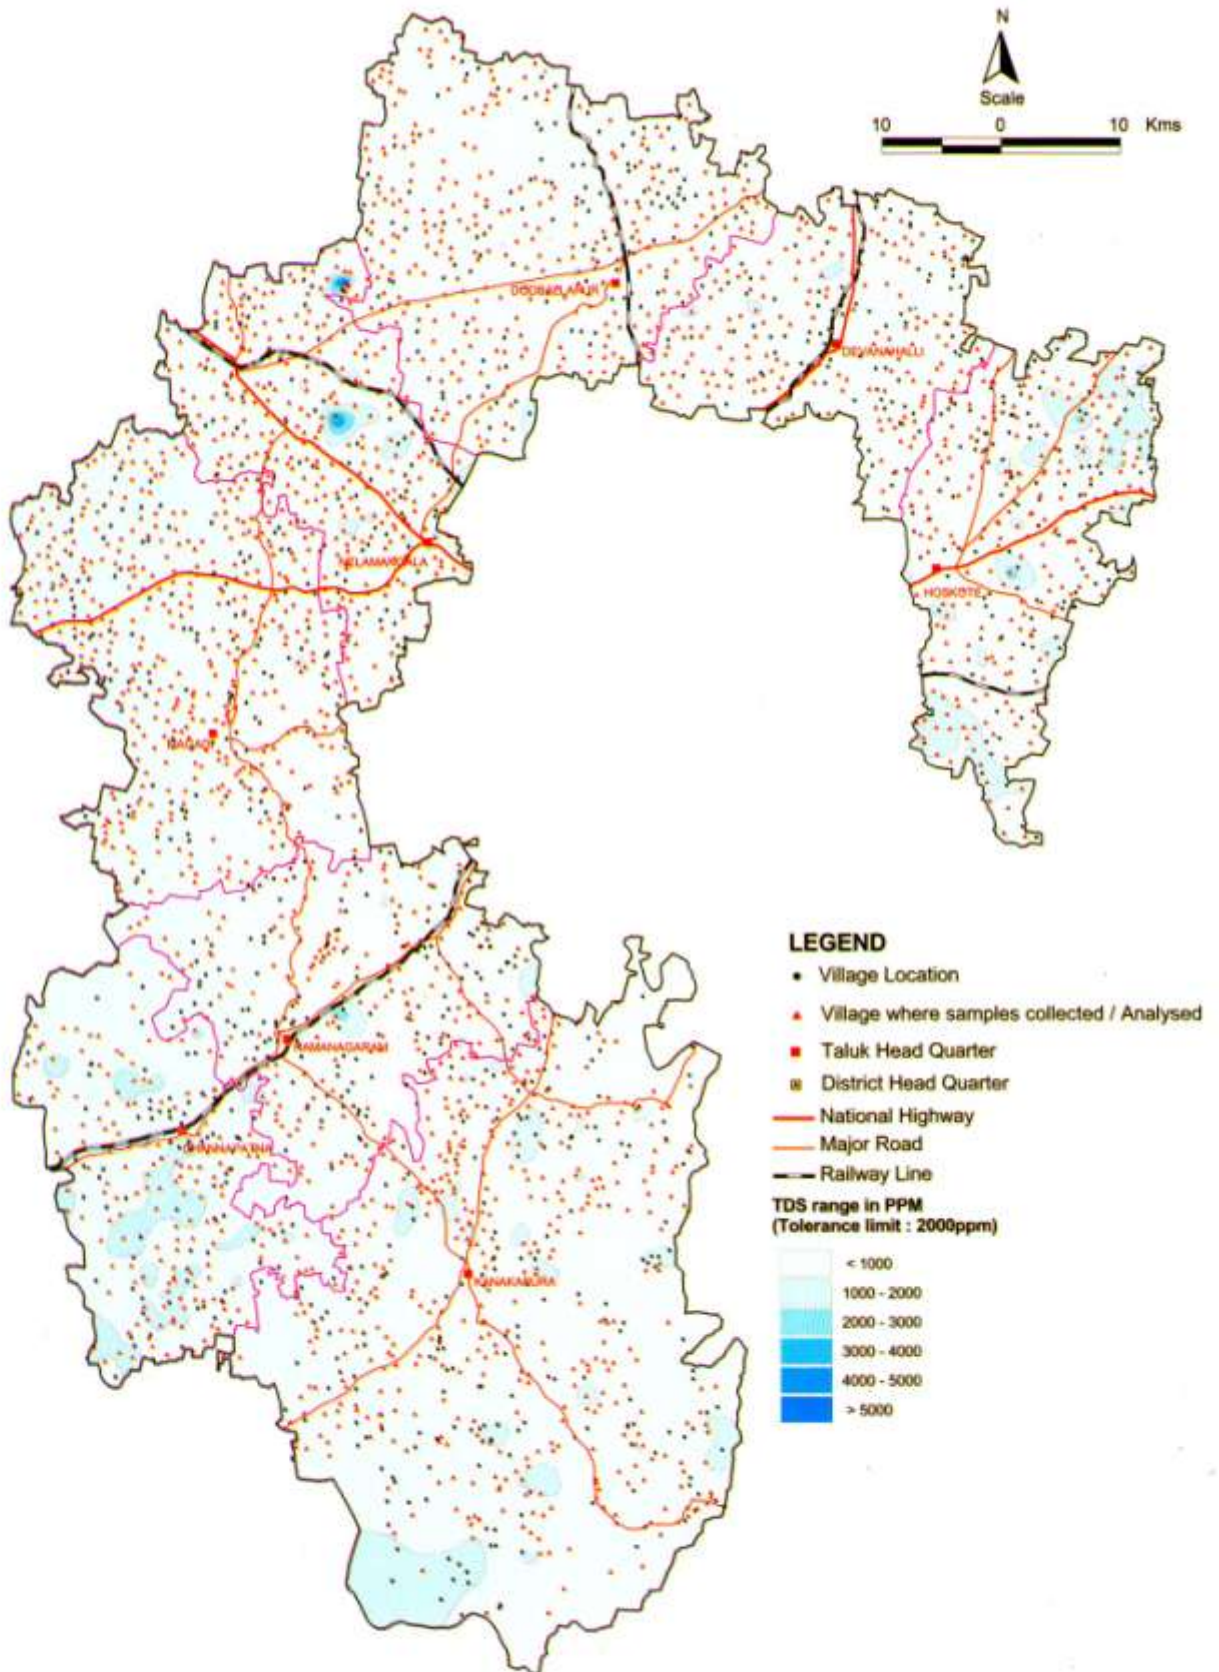 N
Scale
10 0 10 Kms
DEVANAHALLI
NELAMANGALA
HOSKOTE
MAGADI
RAMANAGARAM
CHANNAPATNA
KANAKAPURA
LEGEND
Village Location
Village where samples collected / Analysed
Taluk Head Quarter
District Head Quarter
National Highway
Major Road
Railway Line
TDS range in PPM
(Tolerance limit : 2000ppm)
< 1000
1000 - 2000
2000 - 3000
3000 - 4000
4000 - 5000
> 5000